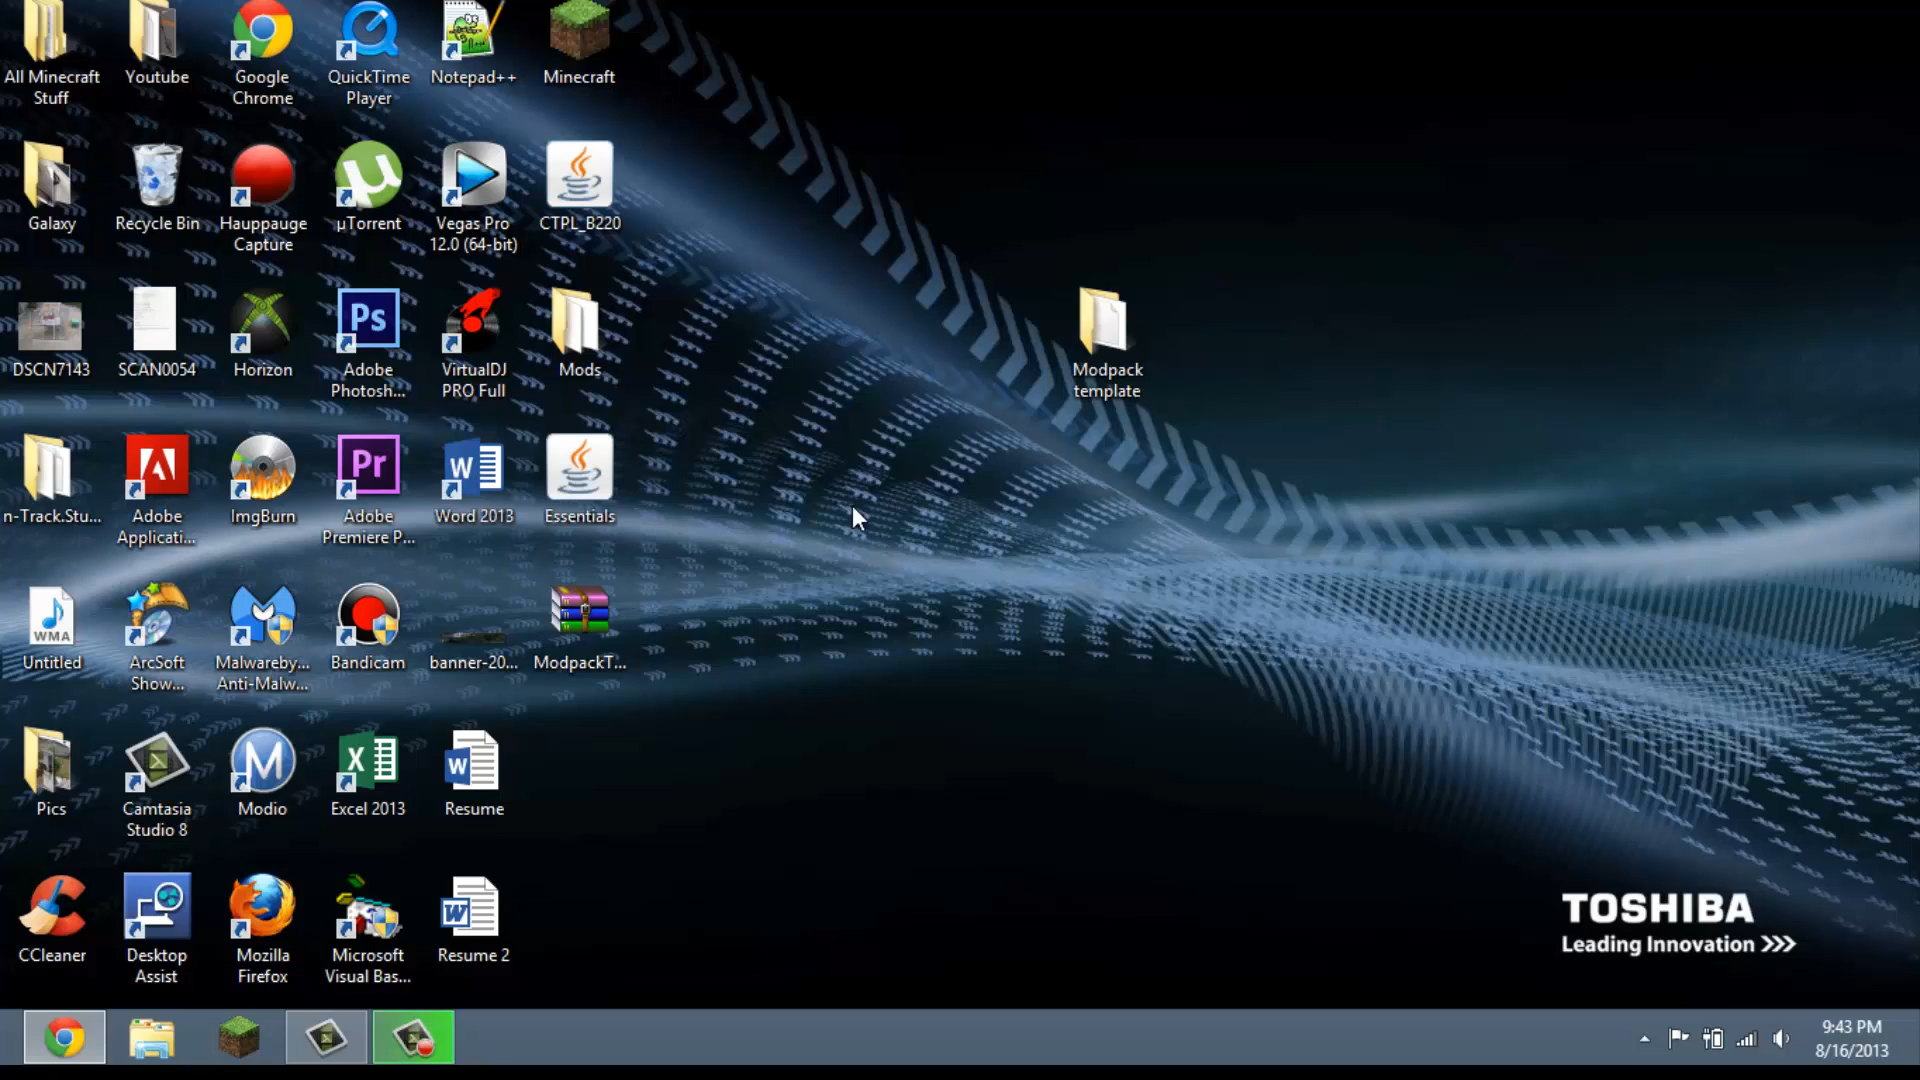 All Minecraft
Stuff
Youtube
Google
Chrome
QuickTime
Player
Notepad++
Minecraft
Galaxy
Recycle Bin
Hauppauge
Capture
µTorrent
Vegas Pro
12.0 (64-bit)
CTPL_B220
DSCN7143
SCAN0054
Horizon
Ps
Adobe
Photosh...
VirtualDJ
PRO Full
Mods
Modpack
template
n-Track.Stu...
Adobe
Applicati...
ImgBurn
Pr
Adobe
Premiere P...
Word 2013
Essentials
WMA
Untitled
ArcSoft
Show...
Malwareby...
Anti-Malw...
Bandicam
banner-20...
ModpackT...
Pics
Camtasia
Studio 8
Modio
Excel 2013
Resume
CCleaner
Desktop
Assist
Mozilla
Firefox
Microsoft
Visual Bas...
Resume 2
TOSHIBA
Leading Innovation >>>
9:43 PM
8/16/2013